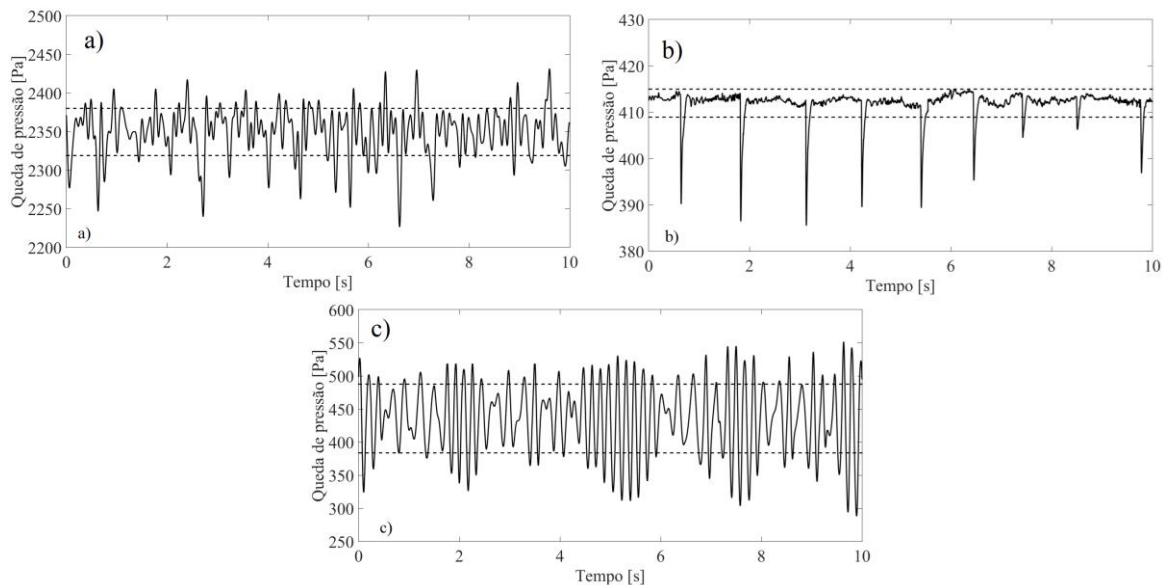 a)
2500
2450
2400
2350
2300
2250
2200
Queda de pressão [Pa]
a)
0 2 4 6 8 10
Tempo [s]
b)
430
420
410
400
390
380
Queda de pressão [Pa]
b)
0 2 4 6 8 10
Tempo [s]
c)
600
550
500
450
400
350
300
250
Queda de pressão [Pa]
c)
0 2 4 6 8 10
Tempo [s]